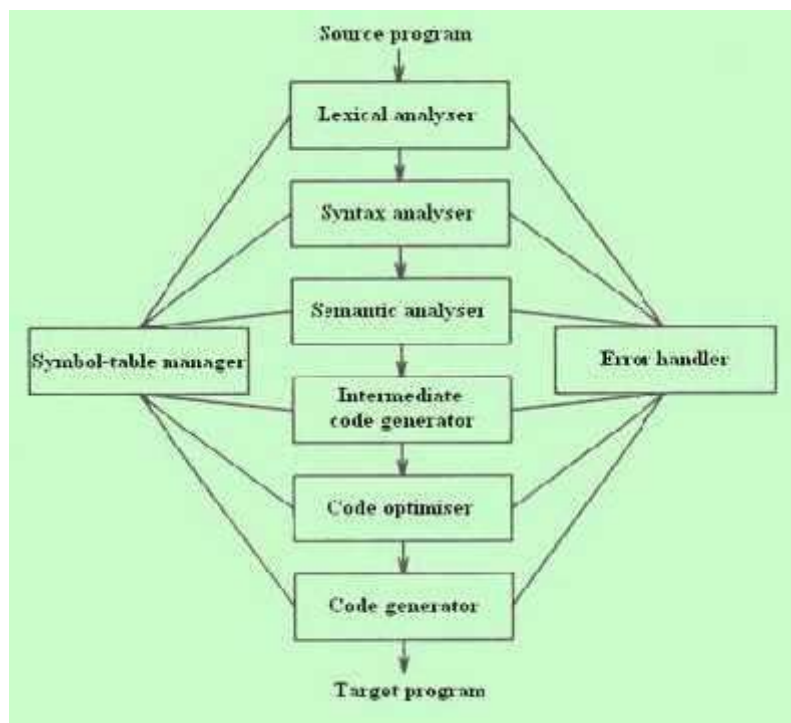 Source program
Lexical analyser
Syntax analyser
Semantic analyser
Symbol-table manager
Error handler
Intermediate
code generator
Code optimiser
Code generator
Target program